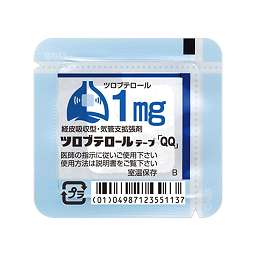 ツロブテロール
1mg
経皮吸収型・気管支拡張剤
ツロブテロールテープ「QQ」
医師の指示に従いご使用下さい
使用方法は説明書をご覧下さい
室温保存 B
プラ
(01)04987123551137